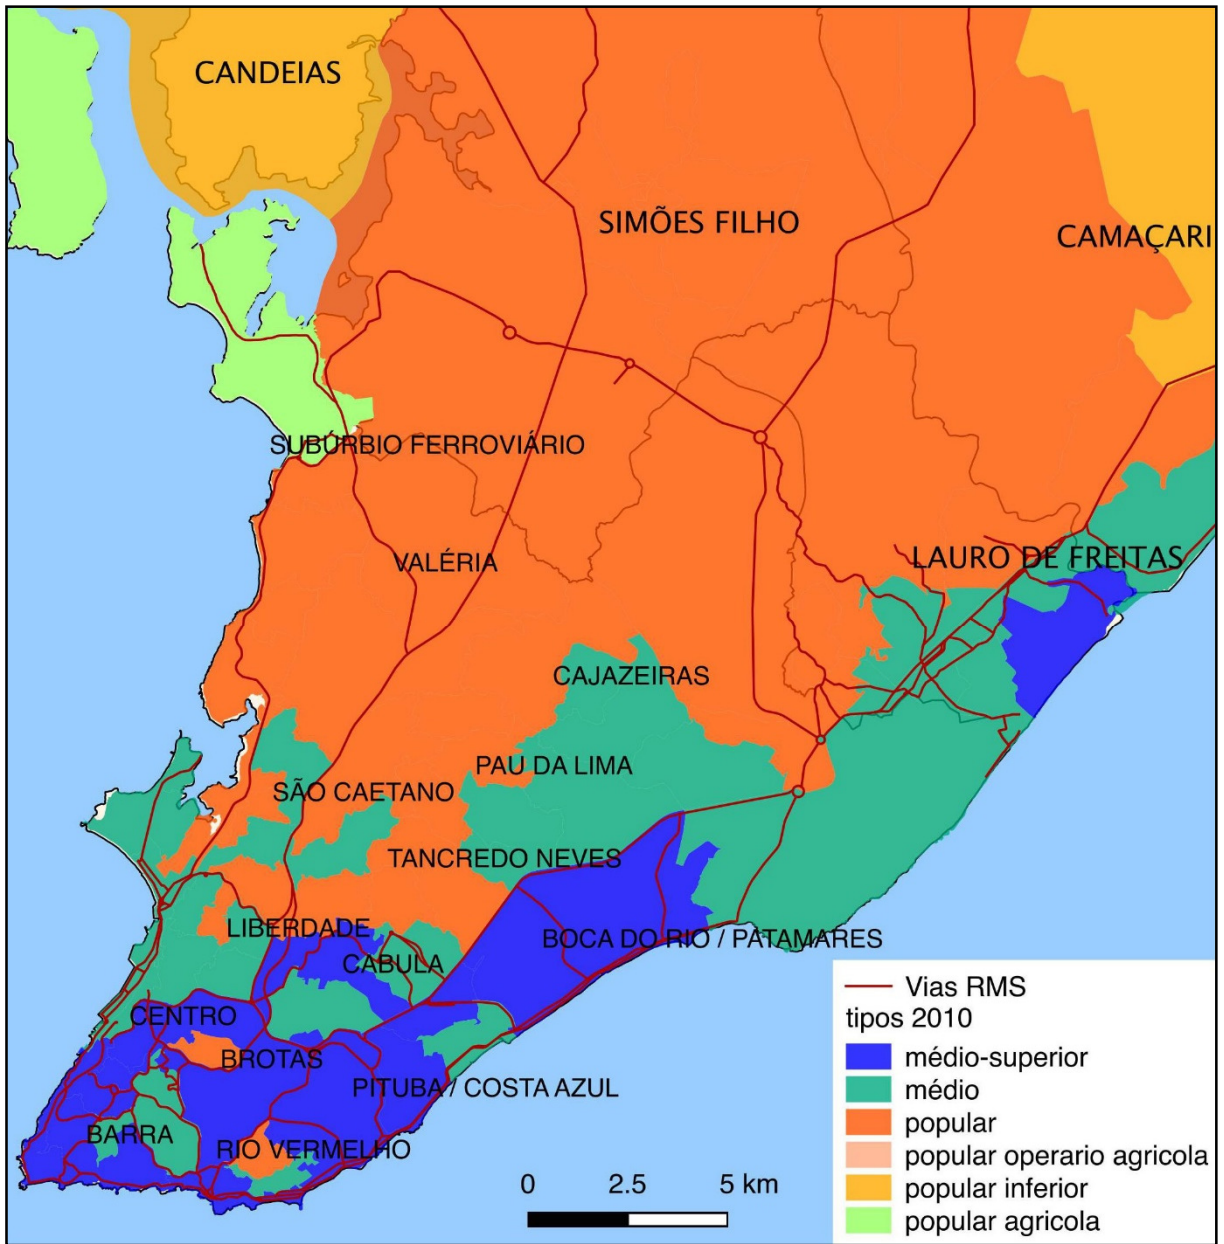 CANDEIAS
SIMÕES FILHO
CAMAÇARI
SUBÚRBIO FERROVIÁRIO
VALÉRIA
LAURO DE FREITAS
CAJAZEIRAS
PAU DA LIMA
SÃO CAETANO
TANCREDO NEVES
LIBERDADE
BOCA DO RIO / PATAMARES
CABULA
CENTRO
BROTAS
PITUBA / COSTA AZUL
BARRA
RIO VERMELHO
0 2.5 5 km
Vias RMS
tipos 2010
médio-superior
médio
popular
popular operario agricola
popular inferior
popular agricola